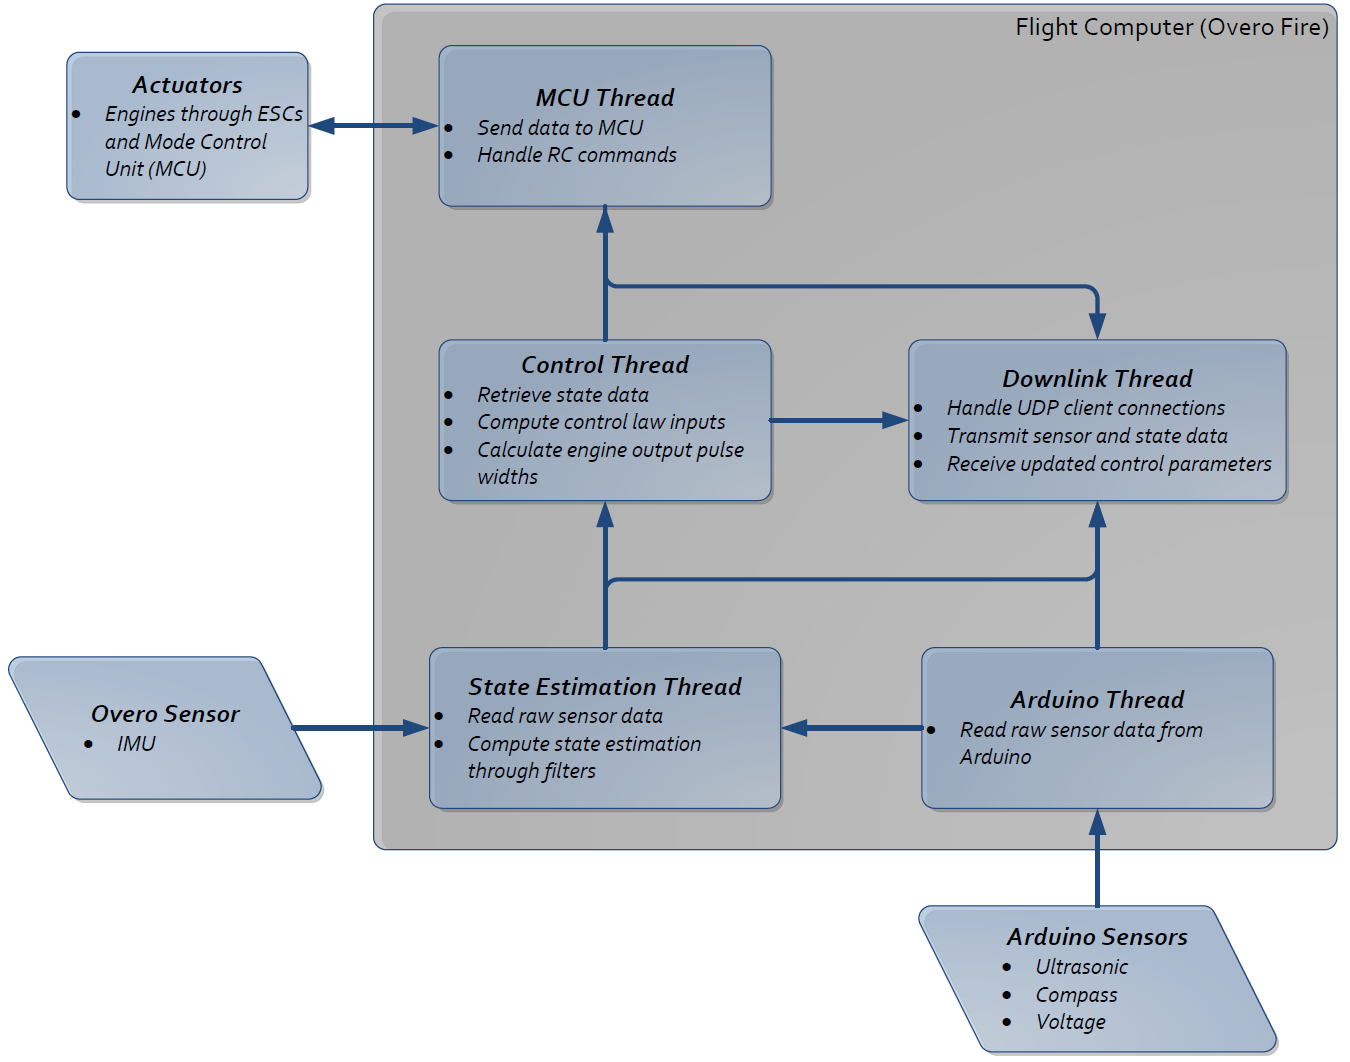 Flight Computer (Overo Fire)
Actuators
• Engines through ESCs
and Mode Control
Unit (MCU)
MCU Thread
• Send data to MCU
• Handle RC commands
Control Thread
• Retrieve state data
• Compute control law inputs
• Calculate engine output pulse
widths
Downlink Thread
• Handle UDP client connections
• Transmit sensor and state data
• Receive updated control parameters
Overo Sensor
• IMU
State Estimation Thread
• Read raw sensor data
• Compute state estimation
through filters
Arduino Thread
• Read raw sensor data from
Arduino
Arduino Sensors
• Ultrasonic
• Compass
• Voltage